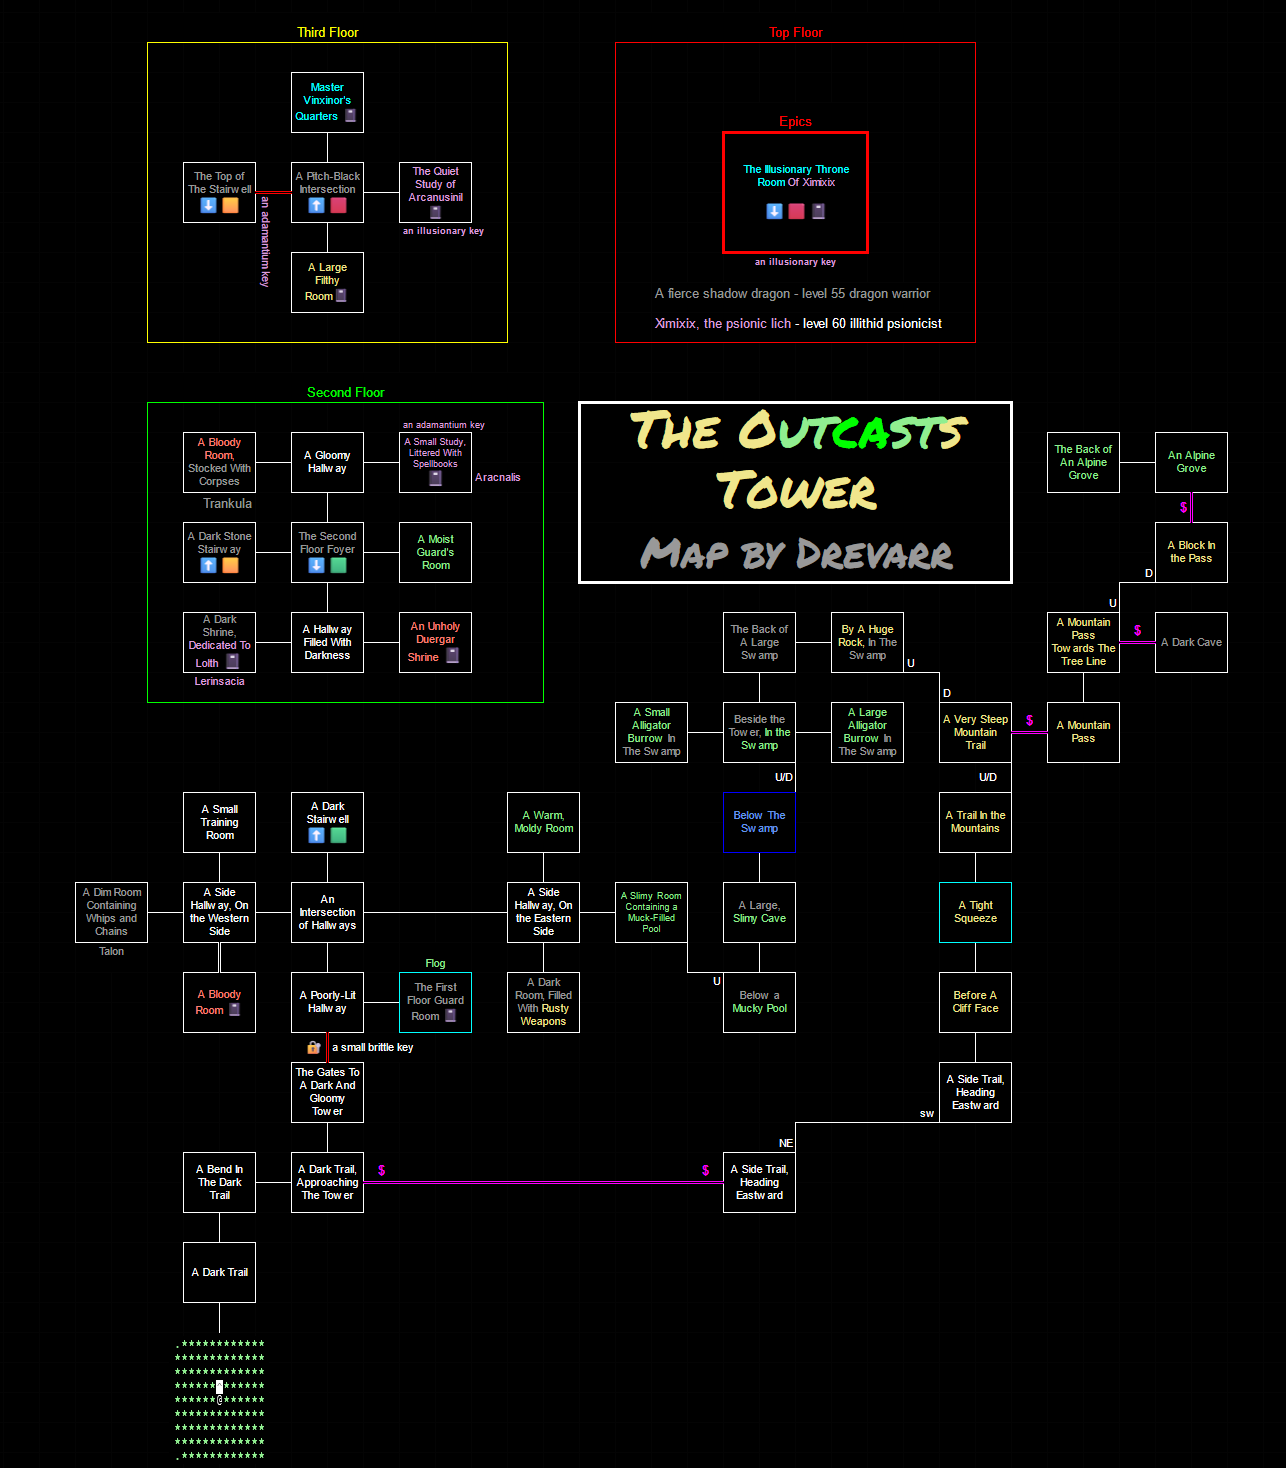 Third Floor
Top Floor
Master
Vinxinor's
Quarters
The Top of
The Stairwell
A Pitch-Black
Intersection
The Quiet
Study of
Arcanusinil
an adamantium key
an illusionary key
A Large
Filthy
Room
Epics
The Illusionary Throne
Room Of Ximixix
an illusionary key
A fierce shadow dragon - level 55 dragon warrior
Ximixix, the psionic lich - level 60 illithid psionicist
Second Floor
an adamantium key
A Bloody
Room,
Stocked With
Corpses
Trankula
A Gloomy
Hallway
A Small Study,
Littered With
Spellbooks
Aracnalis
A Dark Stone
Stairway
The Second
Floor Foyer
A Moist
Guard's
Room
A Dark
Shrine,
Dedicated To
Lolth
Lerinsacia
A Hallway
Filled With
Darkness
An Unholy
Duergar
Shrine
The Outcasts
Tower
Map by Drevarr
The Back of
An Alpine
Grove
An Alpine
Grove
$
A Block In
the Pass
D
U
A Mountain
Pass
Towards The
Tree Line
$
A Dark Cave
The Back of
A Large
Swamp
By A Huge
Rock, In The
Swamp
U
D
A Small
Alligator
Burrow In
The Swamp
Beside the
Tower, In the
Swamp
A Large
Alligator
Burrow In
The Swamp
A Very Steep
Mountain
Trail
$
A Mountain
Pass
U/D
U/D
A Small
Training
Room
A Dark
Stairwell
A Warm,
Moldy Room
Below The
Swamp
A Trail In the
Mountains
A Dim Room
Containing
Whips and
Chains
Talon
A Side
Hallway, On
the Western
Side
An
Intersection
of Hallways
A Side
Hallway, On
the Eastern
Side
A Slimy Room
Containing a
Muck-Filled
Pool
A Large,
Slimy Cave
A Tight
Squeeze
Flog
A Bloody
Room
A Poorly-Lit
Hallway
The First
Floor Guard
Room
A Dark
Room, Filled
With Rusty
Weapons
U
Below a
Mucky Pool
Before A
Cliff Face
a small brittle key
The Gates To
A Dark And
Gloomy
Tower
A Side Trail,
Heading
Eastward
sw
NE
A Bend In
The Dark
Trail
A Dark Trail,
Approaching
The Tower
$
$
A Side Trail,
Heading
Eastward
A Dark Trail
.************
*************
*************
******^******
******@******
*************
*************
*************
.************